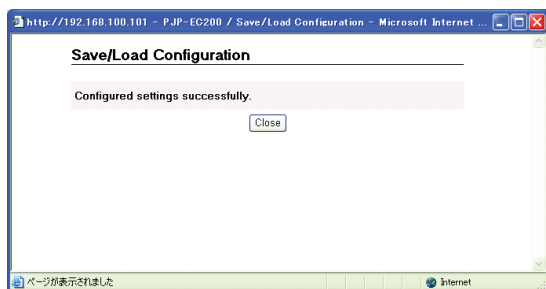 http://192.168.100.101 - PJP-EC200 / Save/Load Configuration - Microsoft Internet ...
Save/Load Configuration
Configured settings successfully.
Close
ページが表示されました
Internet